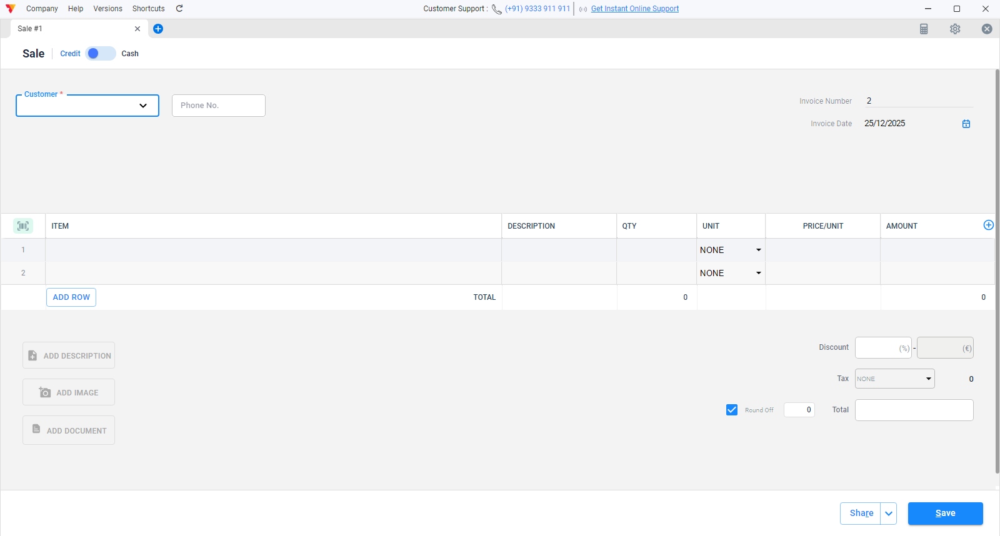 Company Help Versions Shortcuts Customer Support : (+91) 9333 911 911 Get Instant Online Support
Sale #1
Sale Credit Cash
Customer *
Phone No.
Invoice Number 2
Invoice Date 25/12/2025
ITEM DESCRIPTION QTY UNIT PRICE/UNIT AMOUNT
1 NONE
2 NONE
ADD ROW TOTAL 0 0
ADD DESCRIPTION
ADD IMAGE
ADD DOCUMENT
Discount (%) - (€)
Tax NONE 0
Round Off 0 Total
Share Save